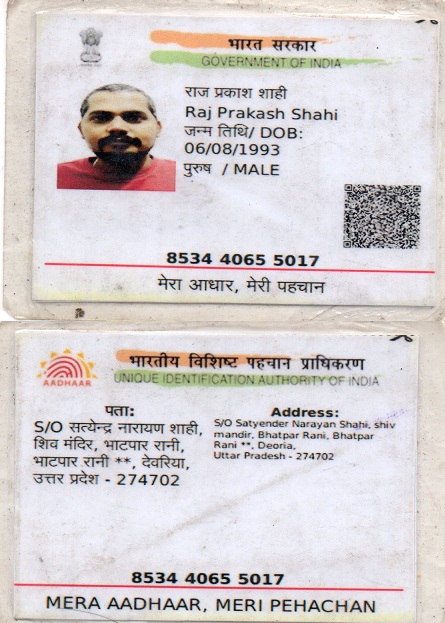 भारत सरकार
GOVERNMENT OF INDIA
राज प्रकाश शाही
Raj Prakash Shahi
जन्म तिथि/ DOB:
06/08/1993
पुरुष / MALE
8534 4065 5017
मेरा आधार, मेरी पहचान
भारतीय विशिष्ट पहचान प्राधिकरण
UNIQUE IDENTIFICATION AUTHORITY OF INDIA
AADHAAR
पता:
S/O सत्येन्द्र नारायण शाही,
शिव मंदिर, भाटपार रानी,
भाटपार रानी **, देवरिया,
उत्तर प्रदेश - 274702
Address:
S/O Satyender Narayan Shahi, shiv
mandir, Bhatpar Rani, Bhatpar
Rani **, Deoria,
Uttar Pradesh - 274702
8534 4065 5017
MERA AADHAAR, MERI PEHACHAN